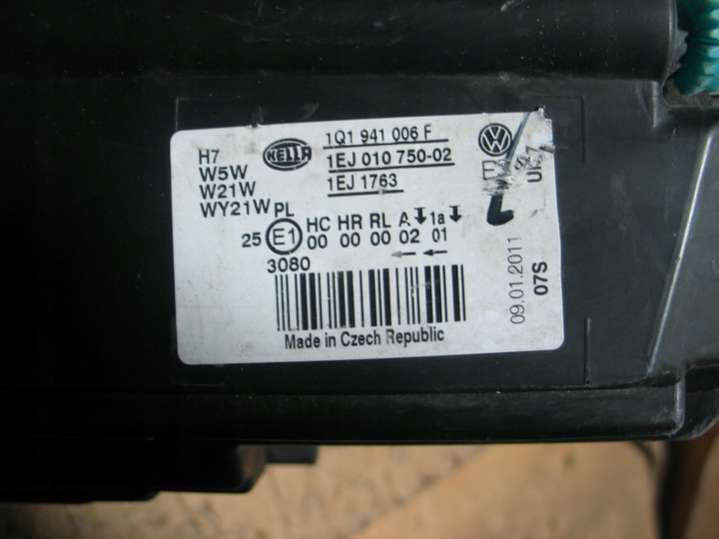 H7
W5W
W21W
WY21W PL
HELLA
1Q1 941 006 F
1EJ 010 750-02
1EJ 1763
VW
25 E1 HC HR RL A 1a
00 00 00 02 01
3080
Made in Czech Republic
09.01.2011
07S